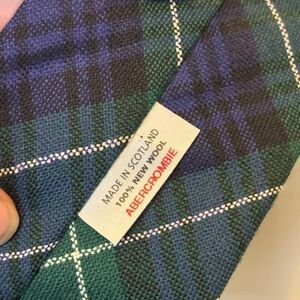 MADE IN SCOTLAND
100% NEW WOOL
ABERCROMBIE